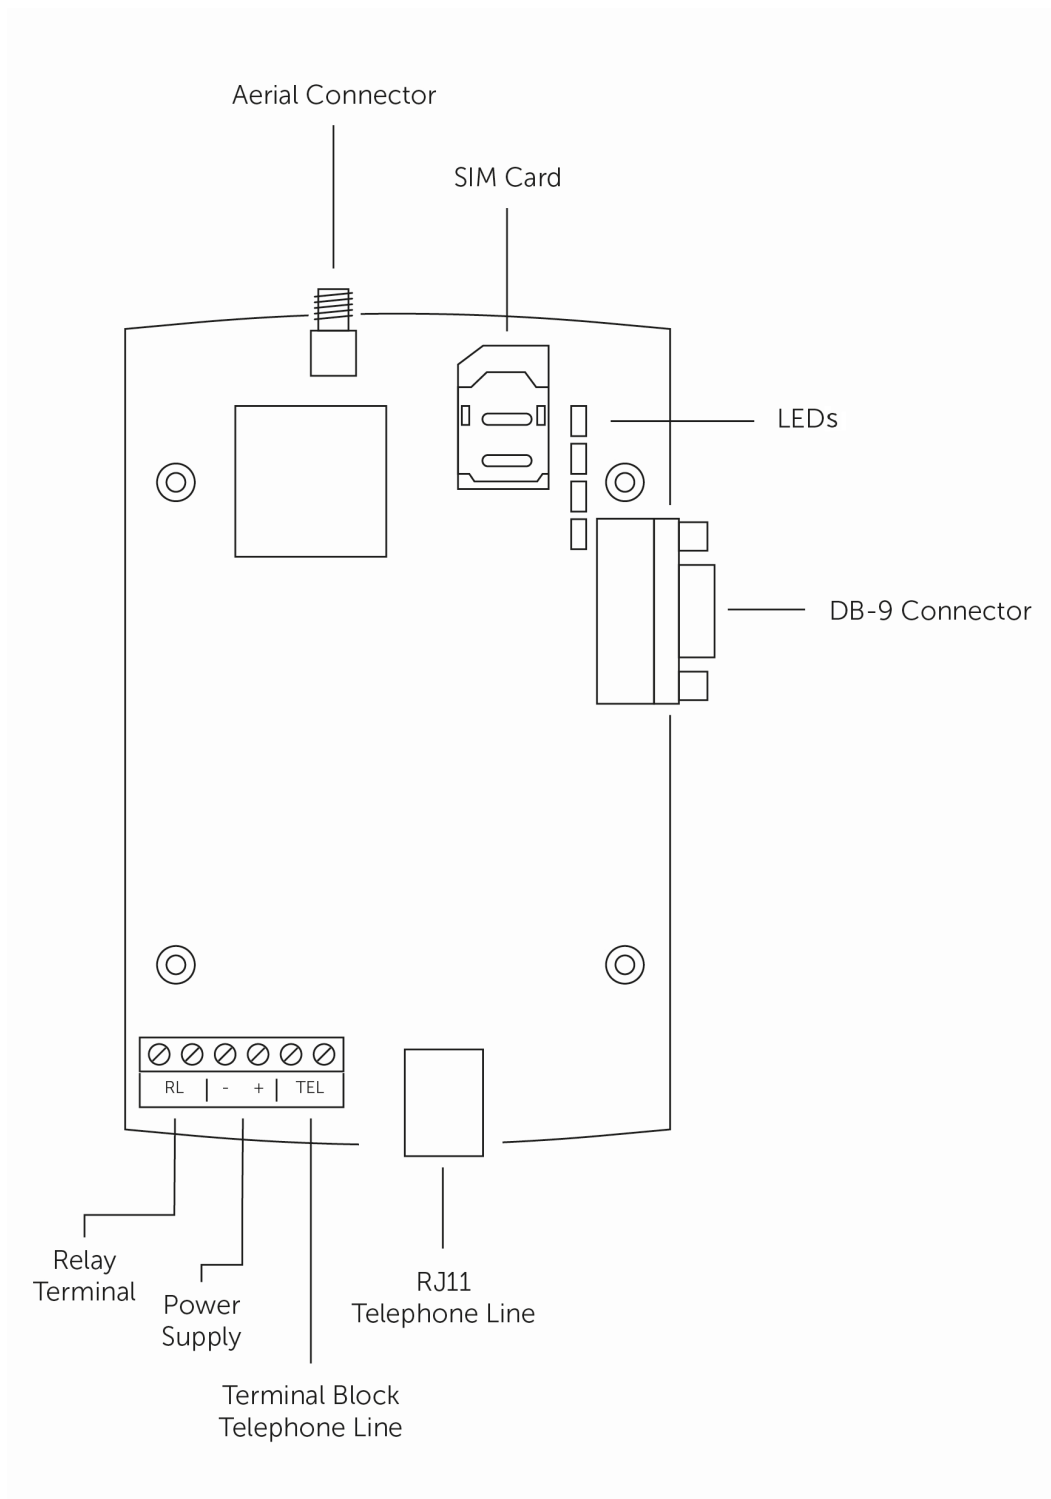 Aerial Connector
SIM Card
LEDs
DB-9 Connector
RL | - + | TEL
Relay
Terminal
Power
Supply
RJ11
Telephone Line
Terminal Block
Telephone Line